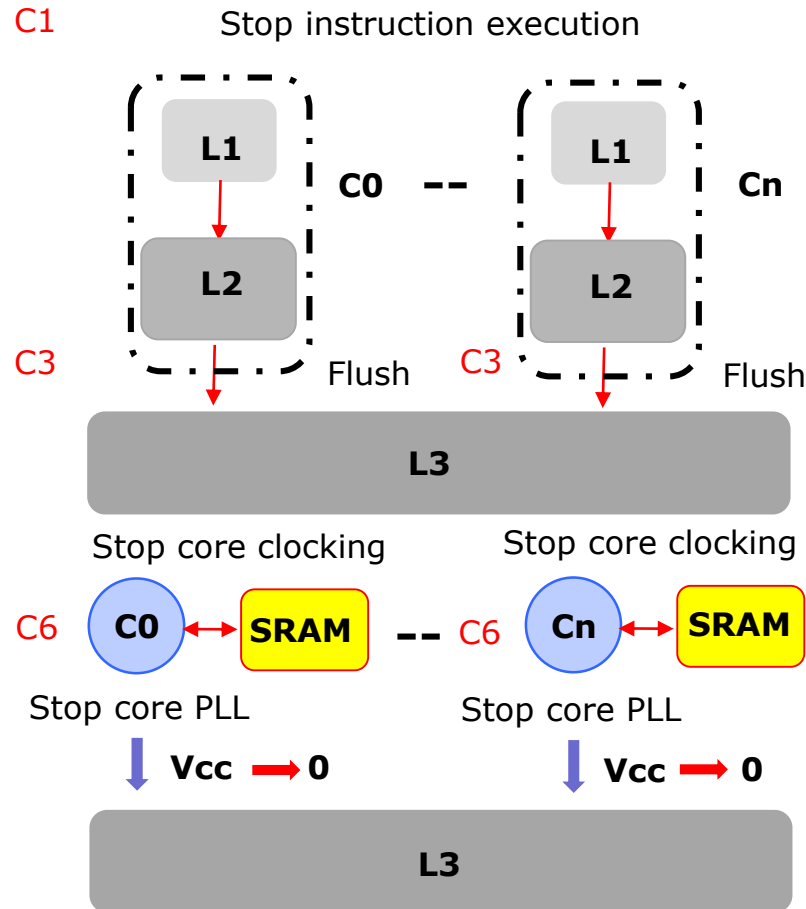 C1 Stop instruction execution
L1 L1
C0 -- Cn
L2 L2
C3 Flush C3 Flush
L3
Stop core clocking Stop core clocking
C6 C0 SRAM -- C6 Cn SRAM
Stop core PLL Stop core PLL
Vcc 0 Vcc 0
L3